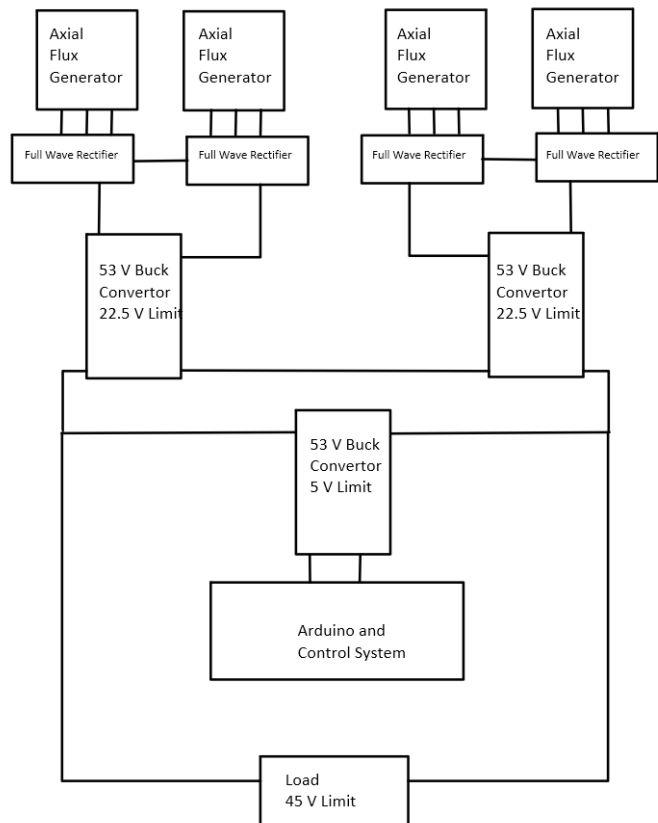 Axial
Flux
Generator
Axial
Flux
Generator
Axial
Flux
Generator
Axial
Flux
Generator
Full Wave Rectifier
Full Wave Rectifier
Full Wave Rectifier
Full Wave Rectifier
53 V Buck
Convertor
22.5 V Limit
53 V Buck
Convertor
22.5 V Limit
53 V Buck
Convertor
5 V Limit
Arduino and
Control System
Load
45 V Limit